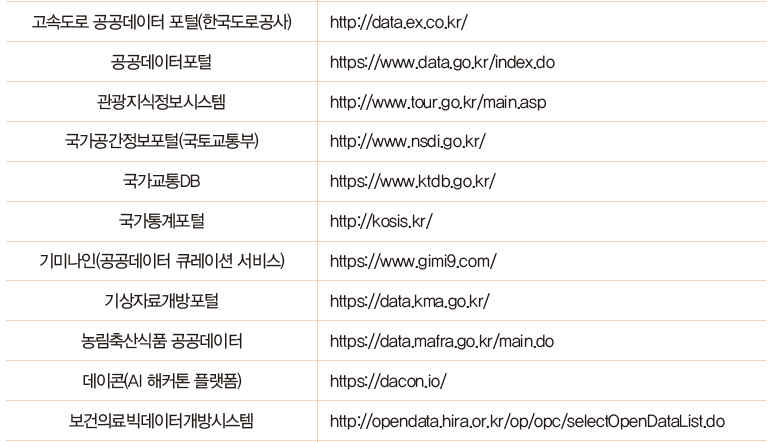 고속도로 공공데이터 포털(한국도로공사) http://data.ex.co.kr/
공공데이터포털 https://www.data.go.kr/index.do
관광지식정보시스템 http://www.tour.go.kr/main.asp
국가공간정보포털(국토교통부) http://www.nsdi.go.kr/
국가교통DB https://www.ktdb.go.kr/
국가통계포털 http://kosis.kr/
기미나인(공공데이터 큐레이션 서비스) https://www.gimi9.com/
기상자료개방포털 https://data.kma.go.kr/
농림축산식품 공공데이터 https://data.mafra.go.kr/main.do
데이콘(AI 해커톤 플랫폼) https://dacon.io/
보건의료빅데이터개방시스템 http://opendata.hira.or.kr/op/opc/selectOpenDataList.do